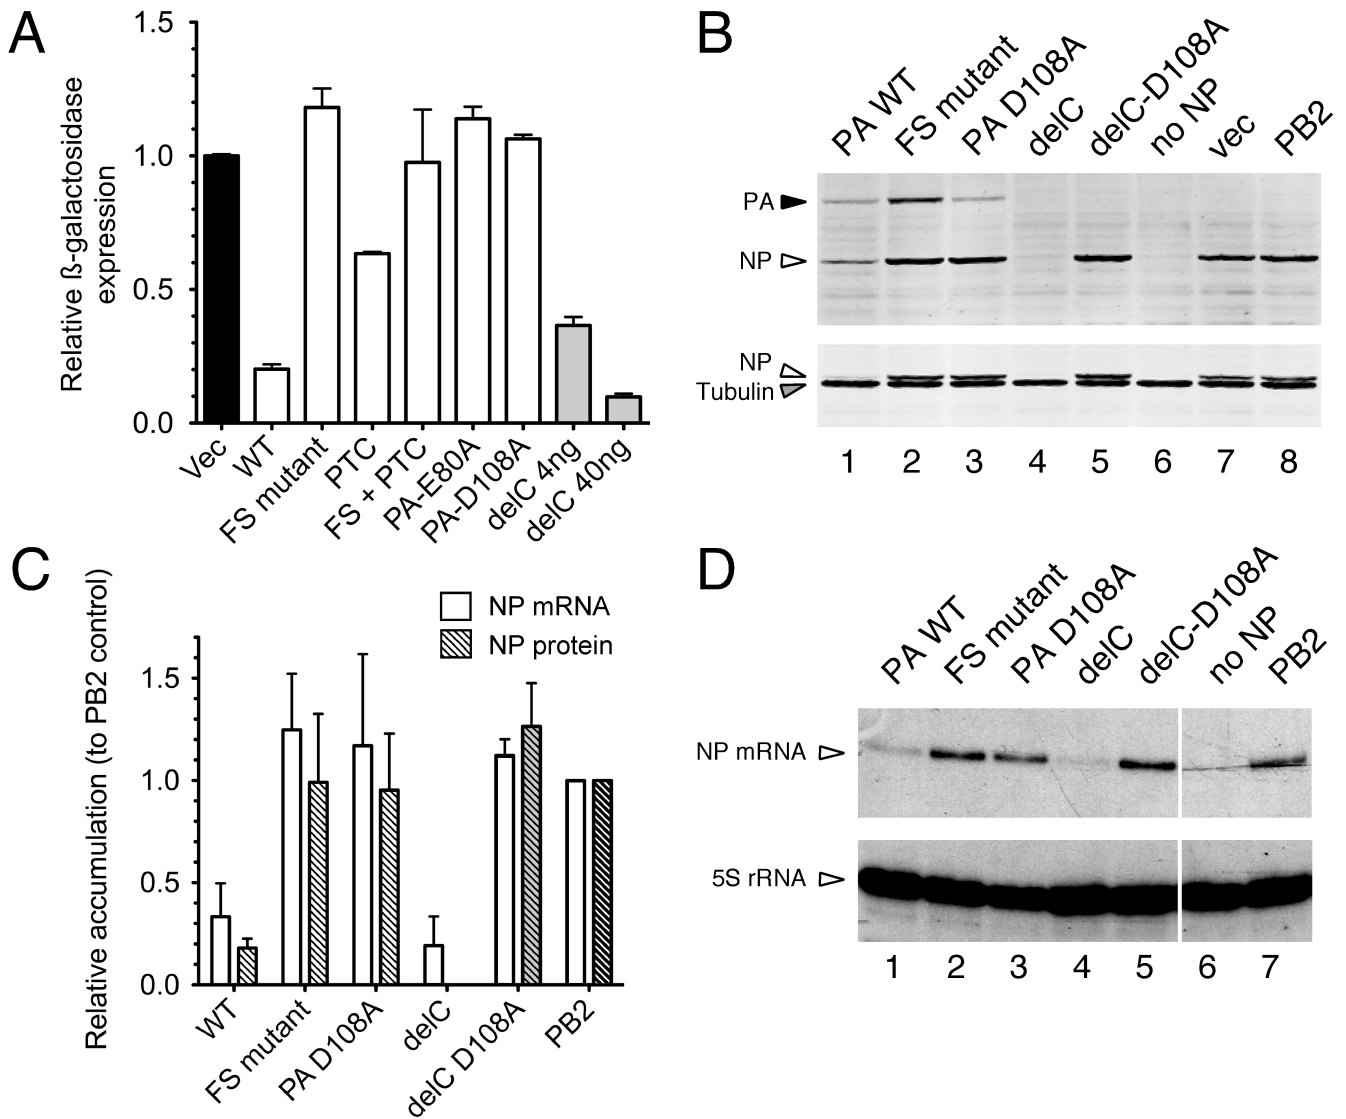 A
Relative ß-galactosidase
expression
1.5
1.0
0.5
0.0
Vec
WT
FS mutant
PTC
FS + PTC
PA-E80A
PA-D108A
delC 4ng
delC 40ng
B
PA WT
FS mutant
PA D108A
delC
delC-D108A
no NP
vec
PB2
PA
NP
NP
Tubulin
1 2 3 4 5 6 7 8
C
Relative accumulation (to PB2 control)
NP mRNA
NP protein
1.5
1.0
0.5
0.0
WT
FS mutant
PA D108A
delC
delC D108A
PB2
D
PA WT
FS mutant
PA D108A
delC
delC-D108A
no NP
PB2
NP mRNA
5S rRNA
1 2 3 4 5 6 7